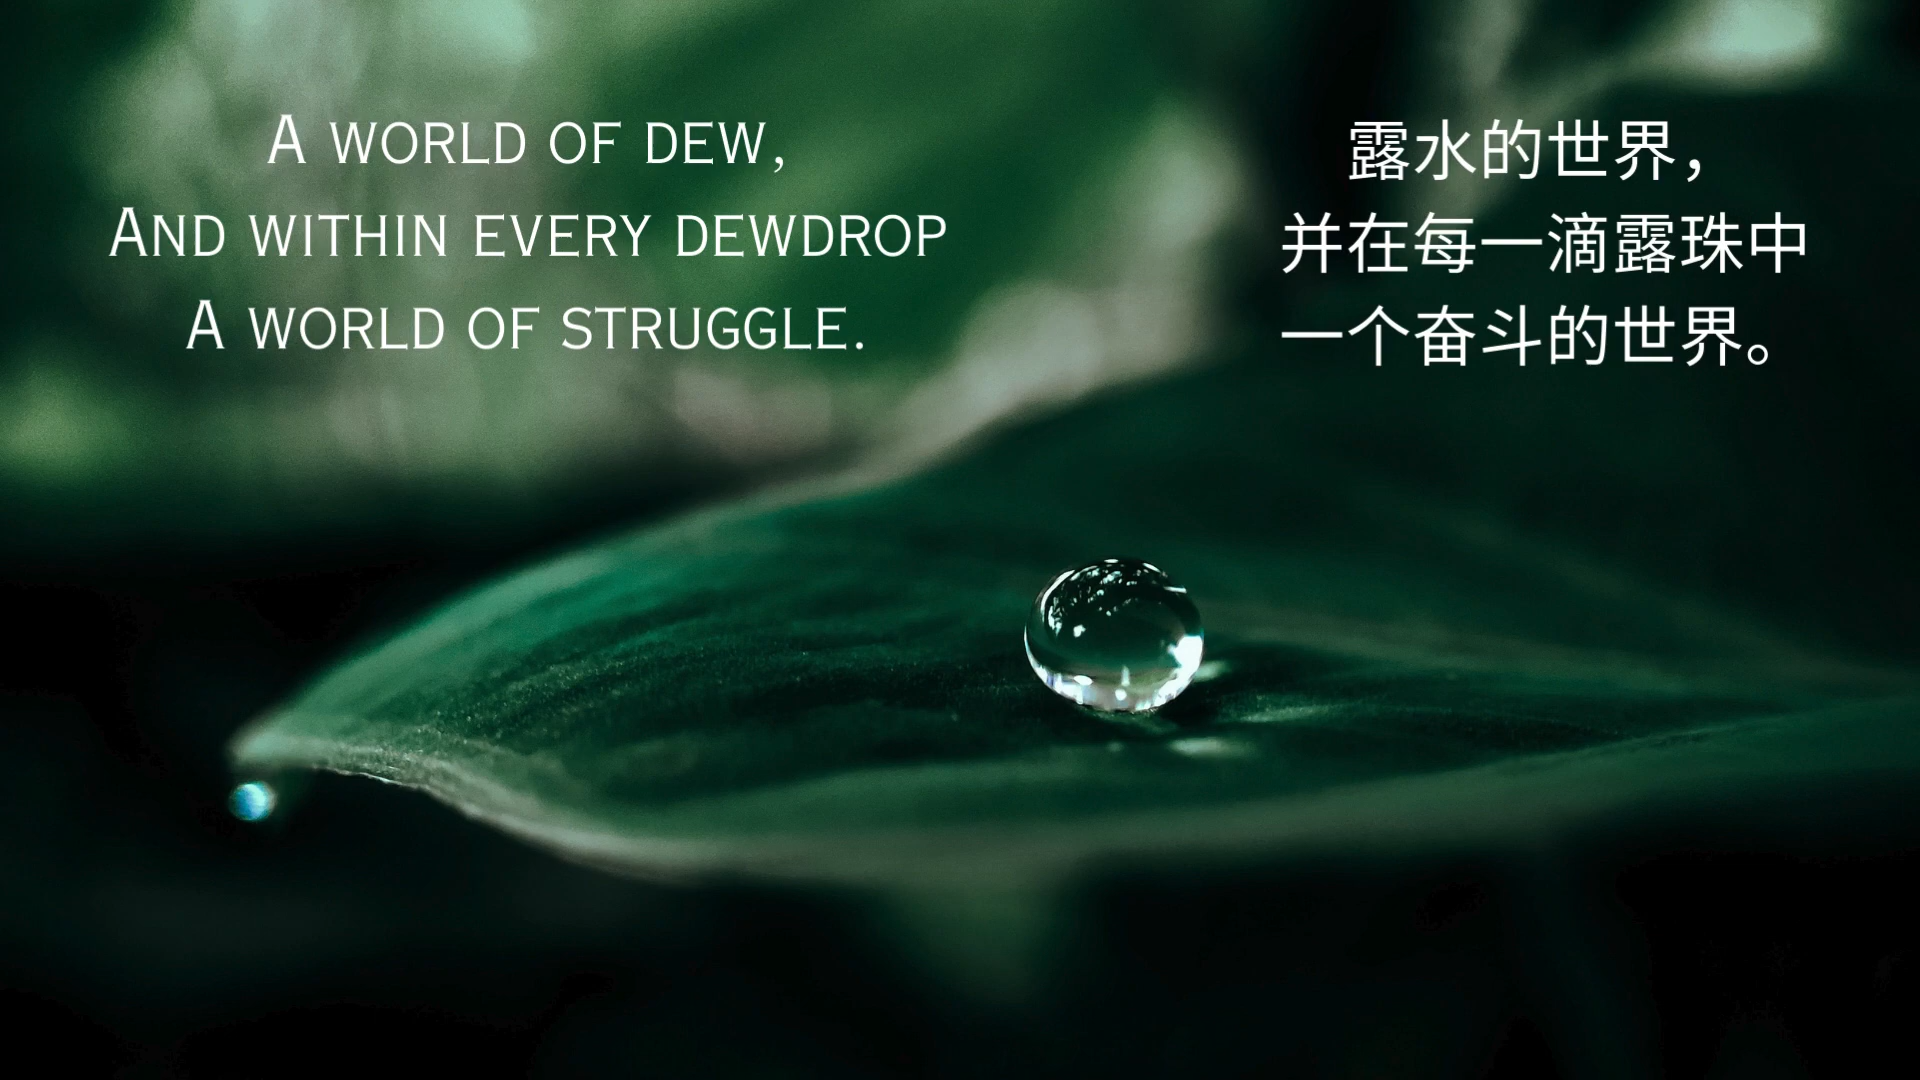 A WORLD OF DEW,
AND WITHIN EVERY DEWDROP
A WORLD OF STRUGGLE.
露水的世界，
并在每一滴露珠中
一个奋斗的世界。